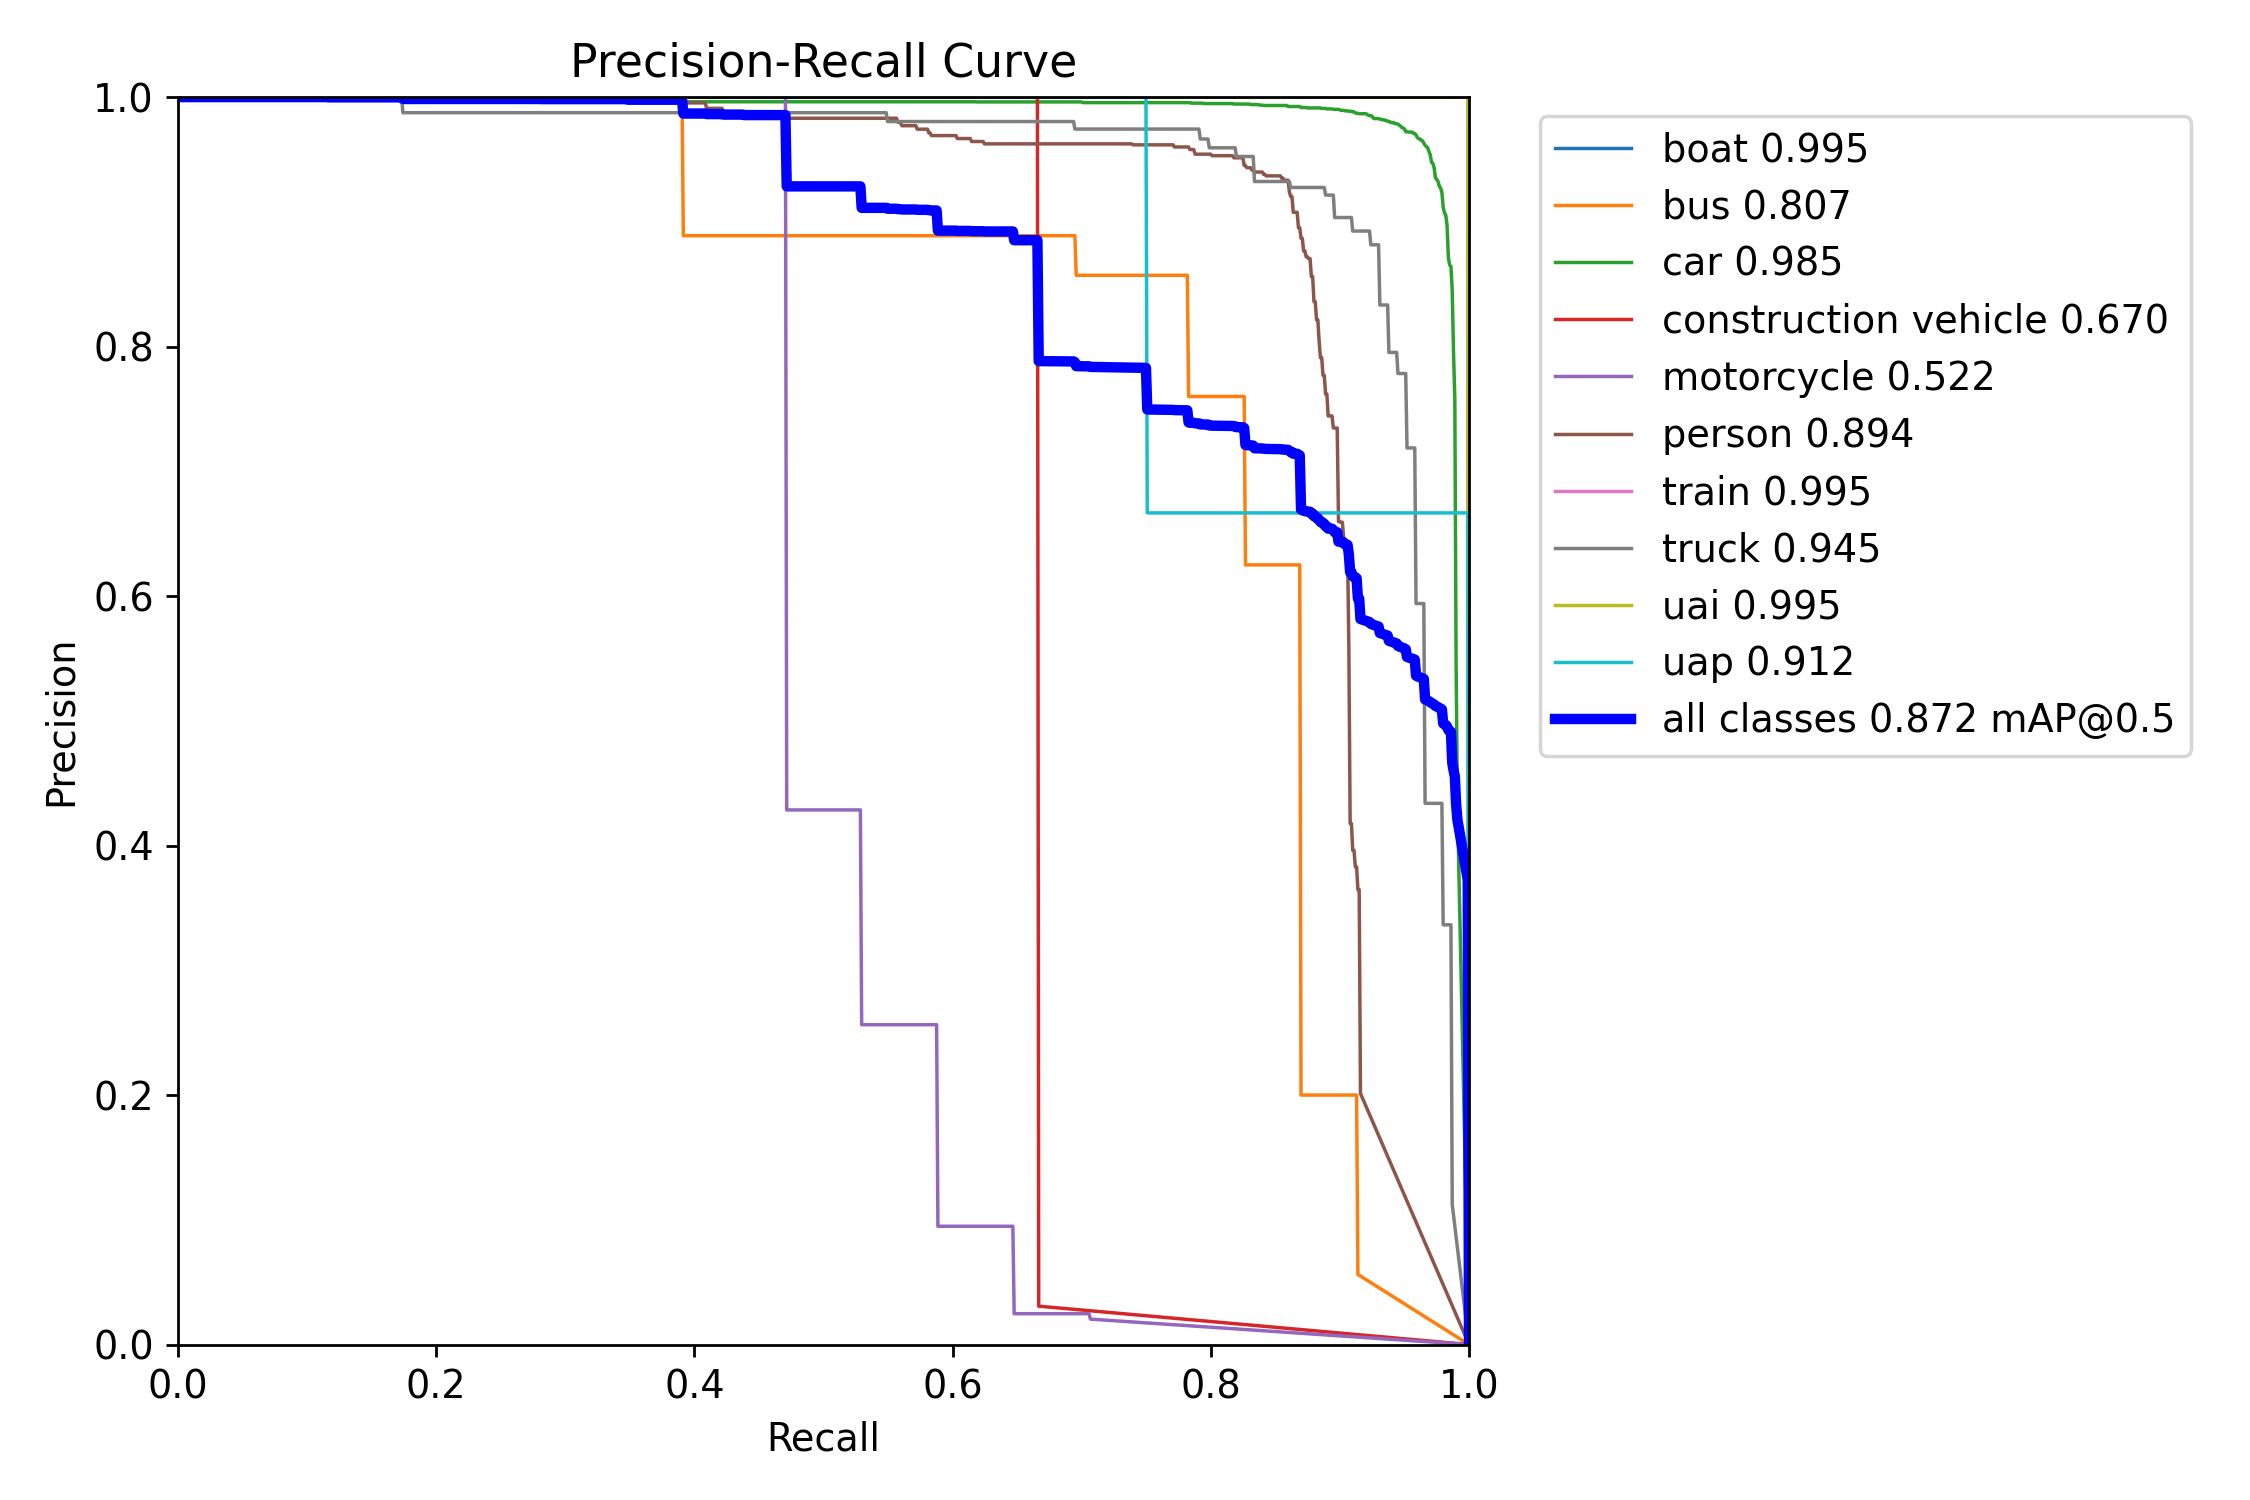 Precision-Recall Curve
1.0
0.8
0.6
0.4
0.2
0.0
Precision
0.0 0.2 0.4 0.6 0.8 1.0
Recall
boat 0.995
bus 0.807
car 0.985
construction vehicle 0.670
motorcycle 0.522
person 0.894
train 0.995
truck 0.945
uai 0.995
uap 0.912
all classes 0.872 mAP@0.5